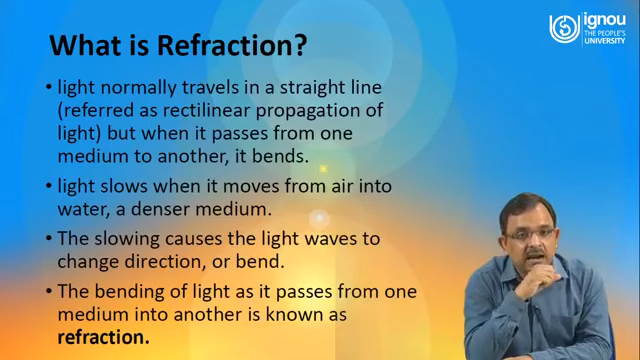 ignou
THE PEOPLE'S
UNIVERSITY
What is Refraction?
• light normally travels in a straight line
(referred as rectilinear propagation of
light) but when it passes from one
medium to another, it bends.
• light slows when it moves from air into
water, a denser medium.
• The slowing causes the light waves to
change direction, or bend.
• The bending of light as it passes from one
medium into another is known as
refraction.